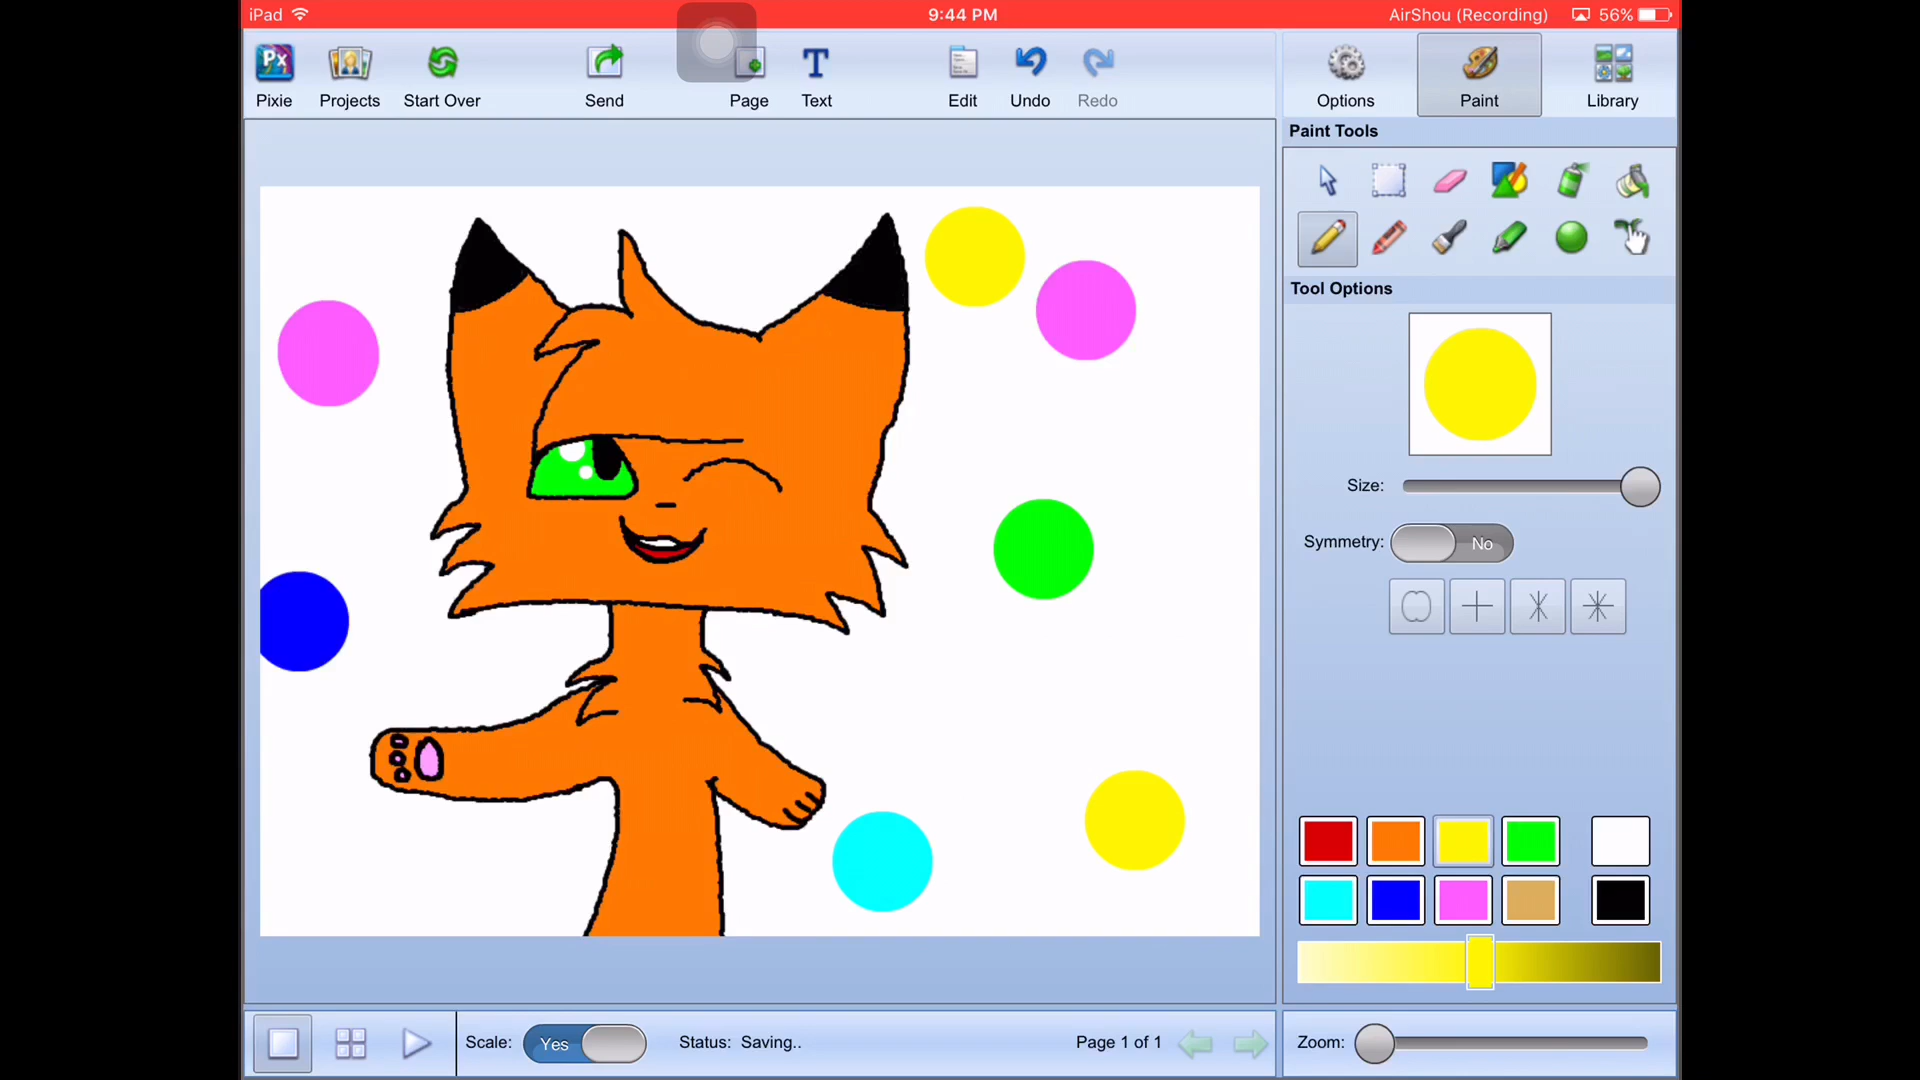 iPad 9:44 PM AirShou (Recording) 56%
Pixie Projects Start Over Send Page Text Edit Undo Redo Options Paint Library
Paint Tools
Tool Options
Size:
Symmetry: No
Scale: Yes Status: Saving.. Page 1 of 1 Zoom: